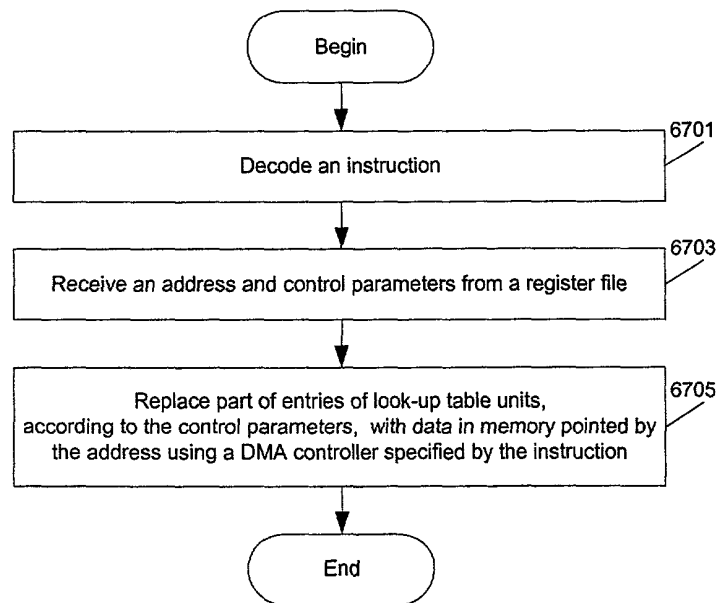 Begin
6701
Decode an instruction
6703
Receive an address and control parameters from a register file
6705
Replace part of entries of look-up table units,
according to the control parameters, with data in memory pointed by
the address using a DMA controller specified by the instruction
End